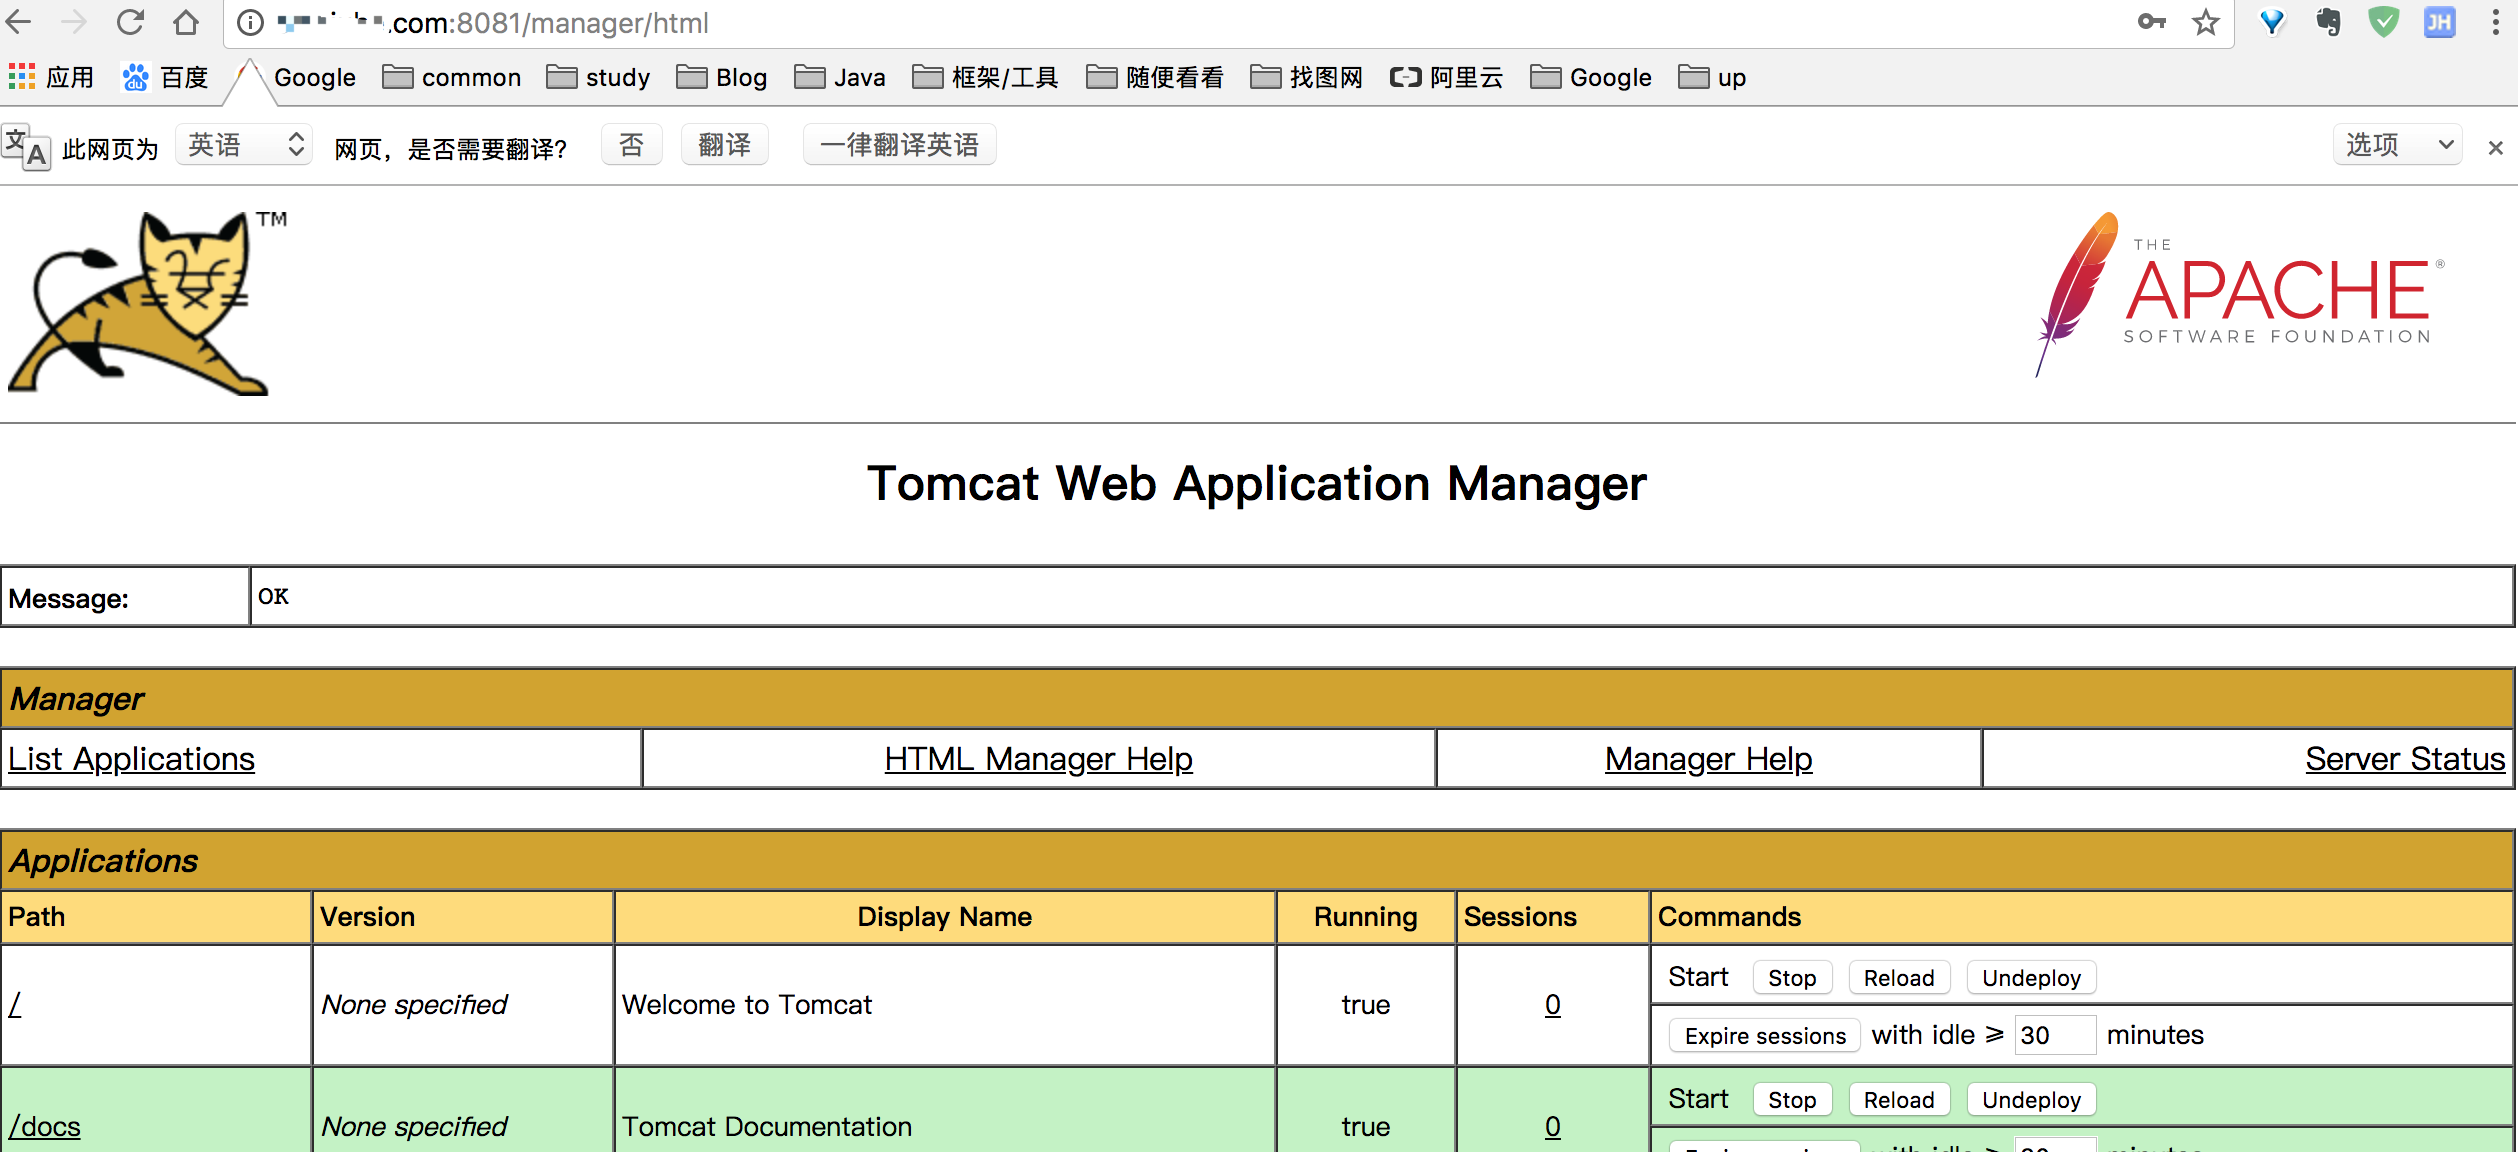 .com:8081/manager/html
JH
应用 百度 Google common study Blog Java 框架/工具 随便看看 找图网 阿里云 Google up
文A 此网页为 英语 网页，是否需要翻译？ 否 翻译 一律翻译英语 选项 ×
TM
THE
APACHE®
SOFTWARE FOUNDATION
Tomcat Web Application Manager
Message: OK
Manager
List Applications HTML Manager Help Manager Help Server Status
Applications
Path Version Display Name Running Sessions Commands
/ None specified Welcome to Tomcat true 0 Start Stop Reload Undeploy
Expire sessions with idle ≥ 30 minutes
/docs None specified Tomcat Documentation true 0 Start Stop Reload Undeploy